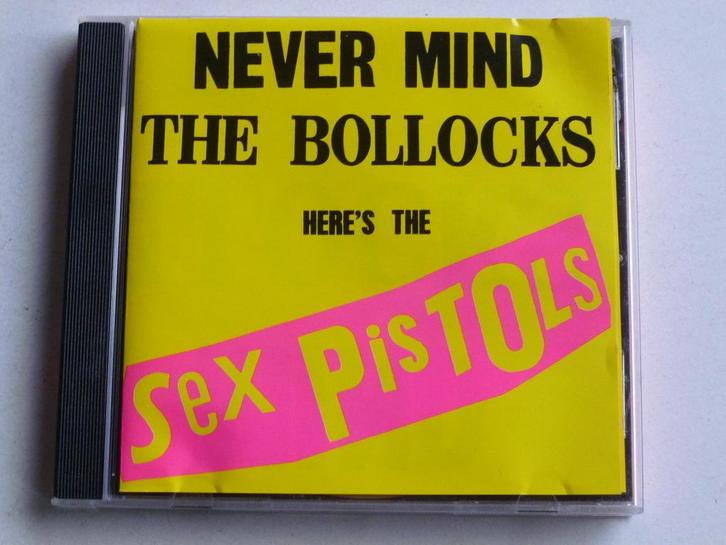 NEVER MIND
THE BOLLOCKS
HERE'S THE
Sex PisTOLs